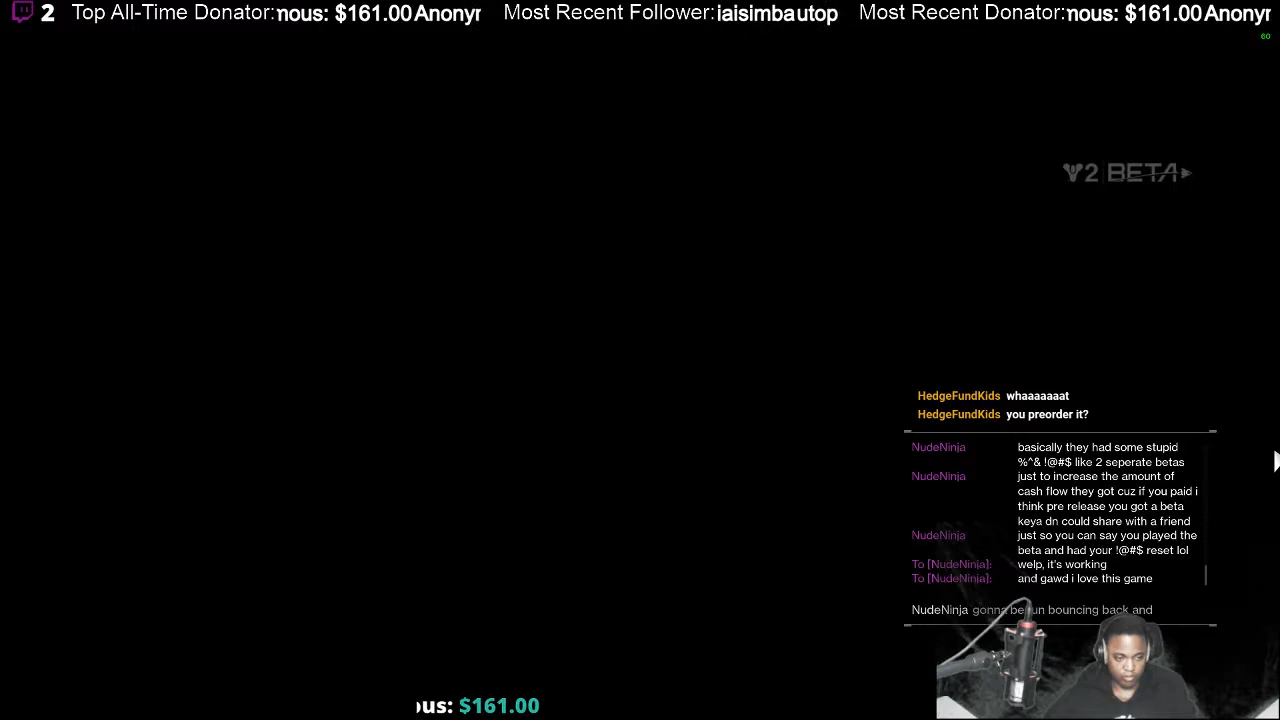 2 Top All-Time Donator: nous: $161.00 Anonyr Most Recent Follower: iaisimbautop Most Recent Donator: nous: $161.00 Anonyr
60
2 BETA
HedgeFundKids whaaaaaaat
HedgeFundKids you preorder it?
NudeNinja basically they had some stupid
%^& !@#$ like 2 seperate betas
NudeNinja just to increase the amount of
cash flow they got cuz if you paid i
think pre release you got a beta
keya dn could share with a friend
NudeNinja just so you can say you played the
beta and had your !@#$ reset lol
To [NudeNinja]: welp, it's working
To [NudeNinja]: and gawd i love this game
NudeNinja gonna be fun bouncing back and
ous: $161.00